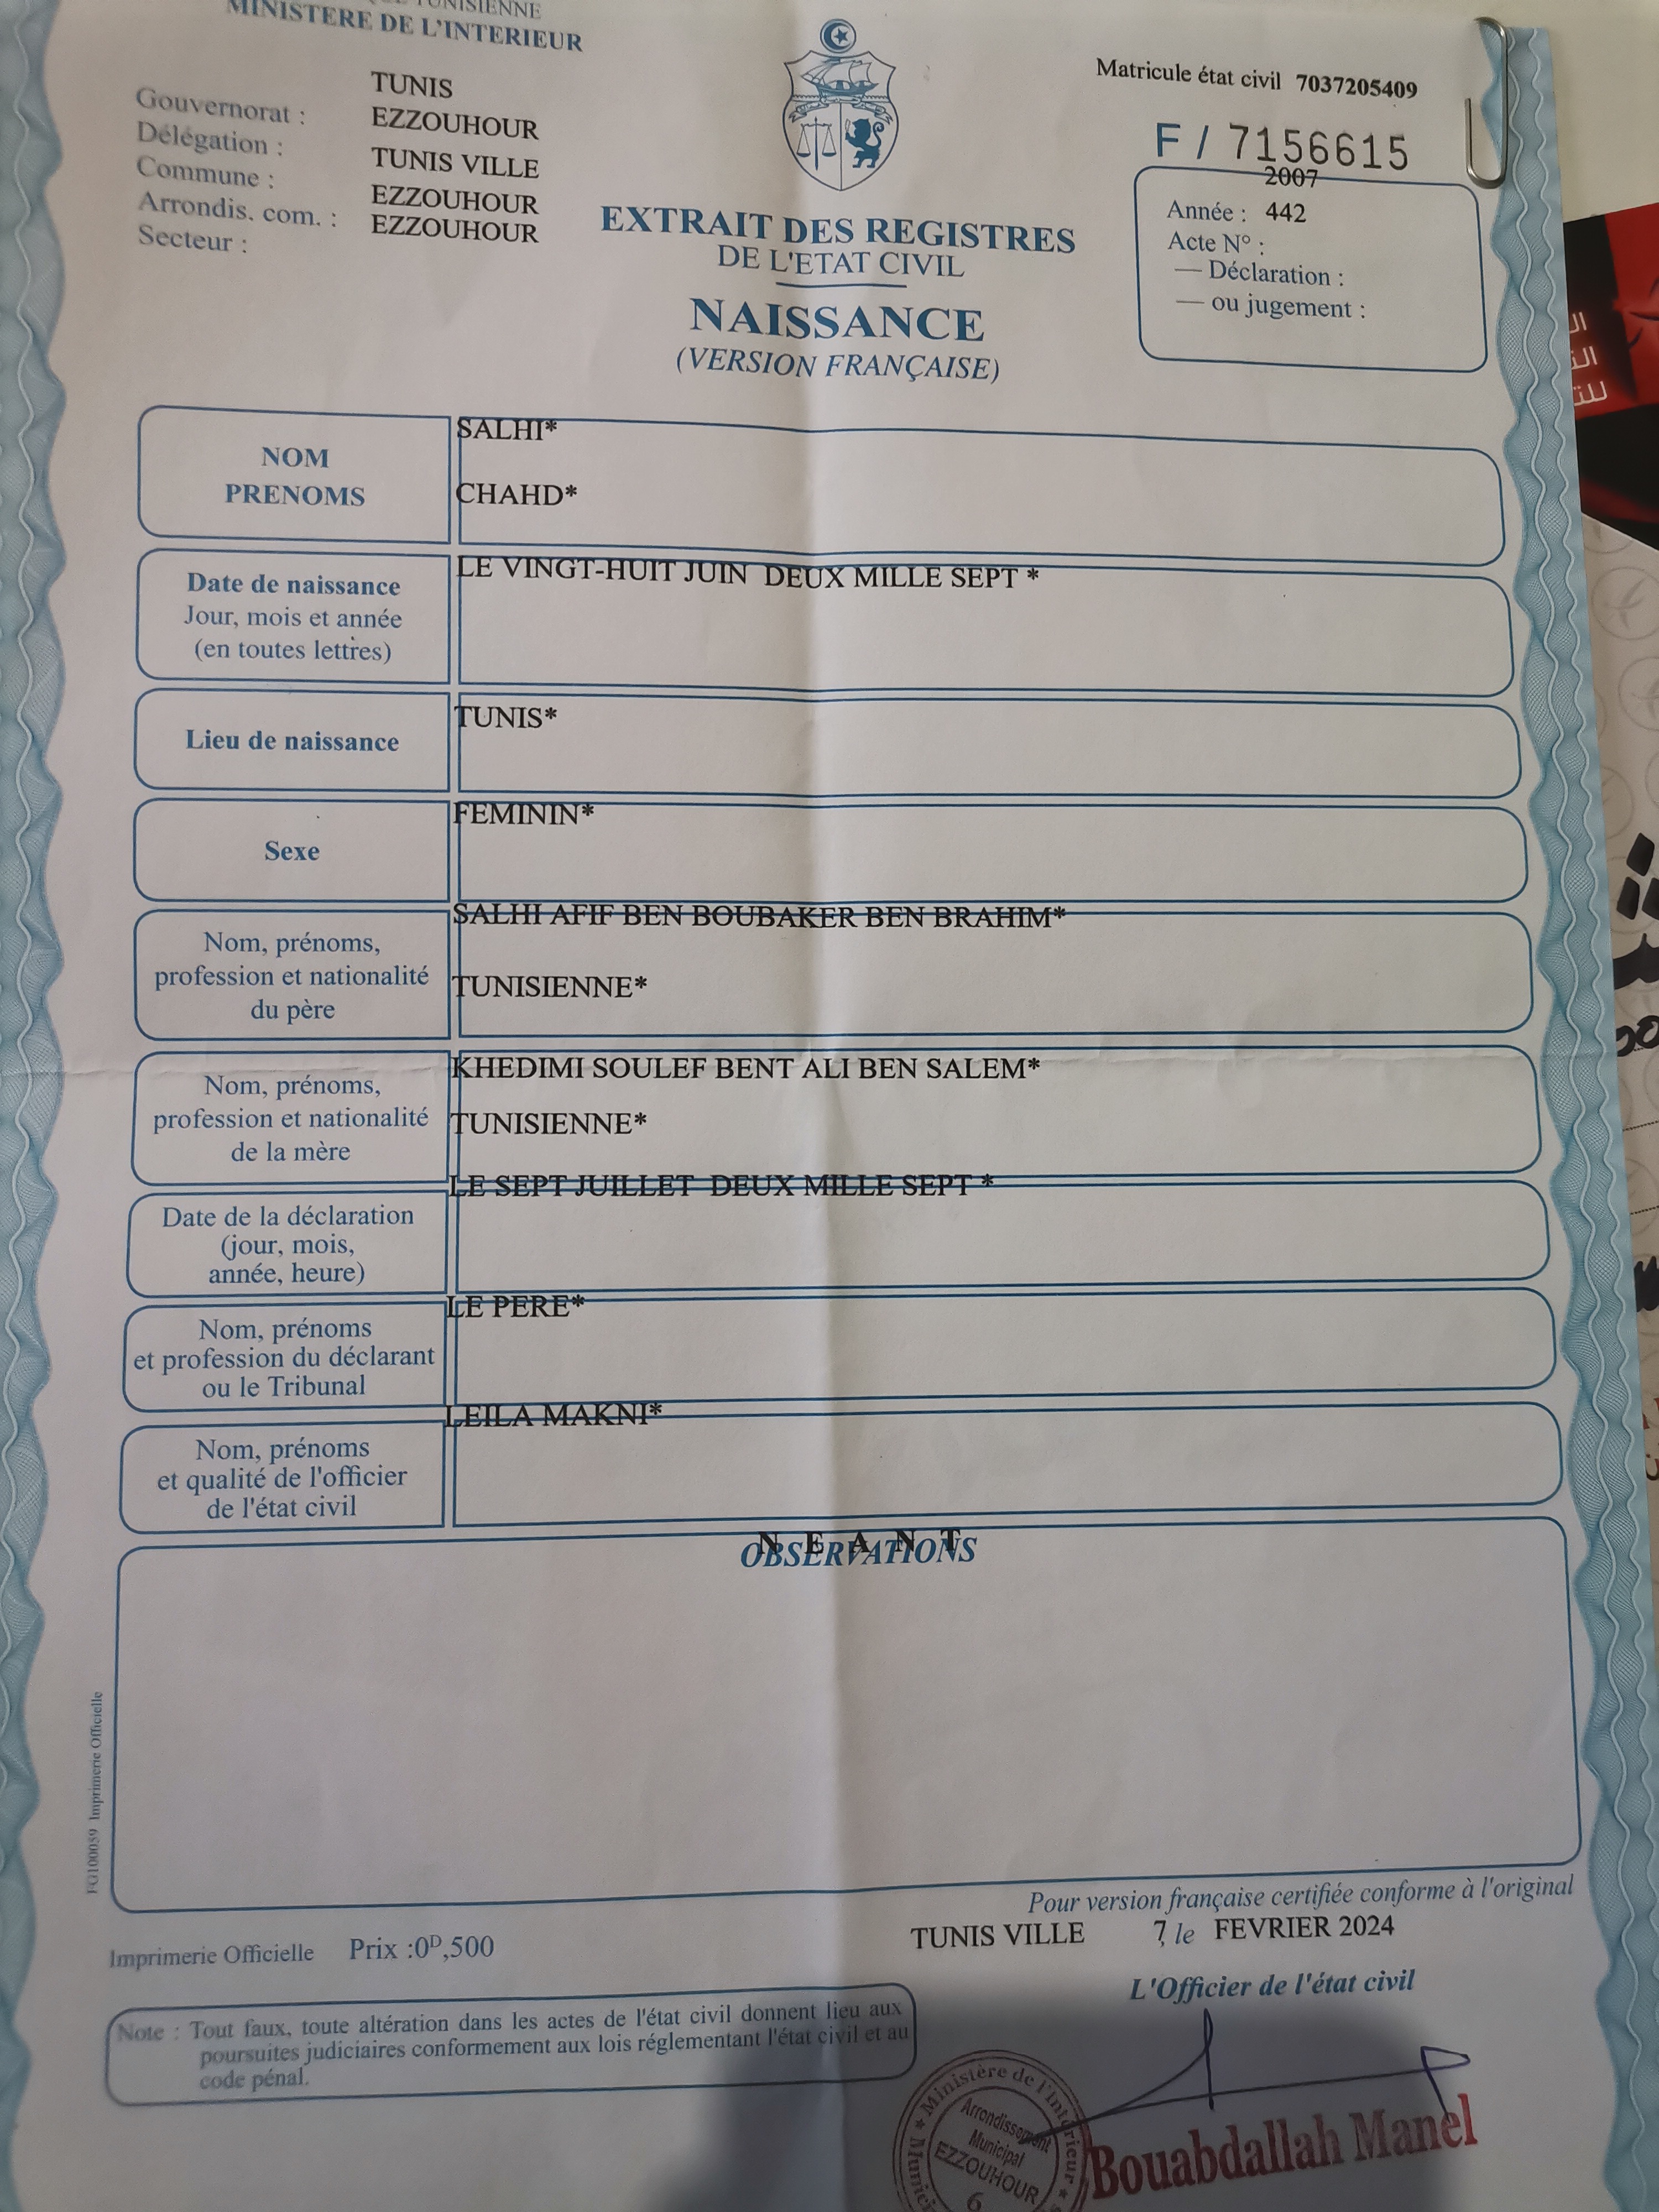 TUNISIENNE
MINISTERE DE L'INTERIEUR
Gouvernorat : TUNIS
Délégation : EZZOUHOUR
Commune : TUNIS VILLE
Arrondis. com. : EZZOUHOUR
Secteur : EZZOUHOUR
Matricule état civil 7037205409
F / 7156615
2007
Année : 442
Acte N° :
— Déclaration :
— ou jugement :
EXTRAIT DES REGISTRES
DE L'ETAT CIVIL
NAISSANCE
(VERSION FRANÇAISE)
NOM
PRENOMS
SALHI*
CHAHD*
Date de naissance
Jour, mois et année
(en toutes lettres)
LE VINGT-HUIT JUIN DEUX MILLE SEPT *
Lieu de naissance
TUNIS*
Sexe
FEMININ*
Nom, prénoms,
profession et nationalité
du père
SALHI AFIF BEN BOUBAKER BEN BRAHIM*
TUNISIENNE*
Nom, prénoms,
profession et nationalité
de la mère
KHEDIMI SOULEF BENT ALI BEN SALEM*
TUNISIENNE*
Date de la déclaration
(jour, mois,
année, heure)
LE SEPT JUILLET DEUX MILLE SEPT *
Nom, prénoms
et profession du déclarant
ou le Tribunal
LE PERE*
Nom, prénoms
et qualité de l'officier
de l'état civil
LEILA MAKNI*
N E A N T
OBSERVATIONS
FG100059 Imprimerie Officielle
Pour version française certifiée conforme à l'original
TUNIS VILLE 7, le FEVRIER 2024
Imprimerie Officielle Prix :0D,500
L'Officier de l'état civil
Note : Tout faux, toute altération dans les actes de l'état civil donnent lieu aux
poursuites judiciaires conformement aux lois réglementant l'état civil et au
code pénal.
Ministère de l'Intérieur
Arrondissement
Municipal
EZZOUHOUR
6
Bouabdallah Manel